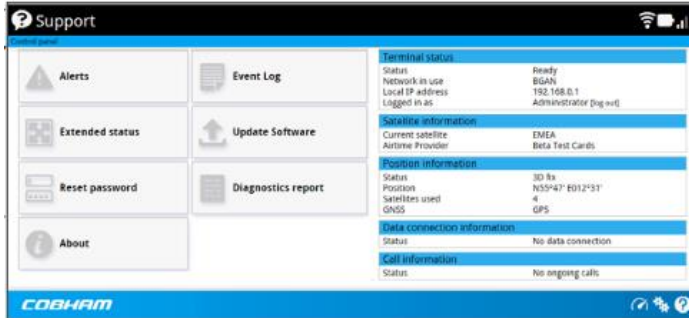 Support
Control panel
Alerts
Event Log
Extended status
Update Software
Reset password
Diagnostics report
About
Terminal status
Status Ready
Network in use BGAN
Local IP address 192.168.0.1
Logged in as Administrator [log out]
Satellite information
Current satellite EMEA
Airtime Provider Beta Test Cards
Position information
Status 3D fix
Position N55°47' E012°31'
Satellites used 4
GNSS GPS
Data connection information
Status No data connection
Call information
Status No ongoing calls
COBHAM